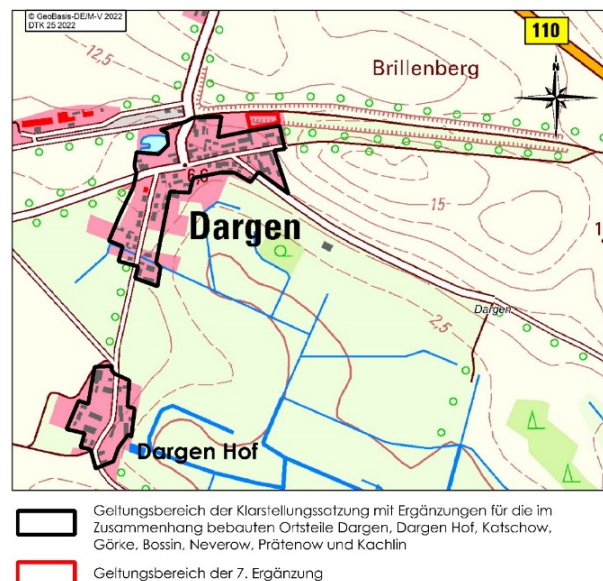 © GeoBasis-DE/M-V 2022
DTK 25 2022
110
12,5
Brillenberg
N
6,6
15
Dargen
Dargen
2,5
Dargen Hof
Geltungsbereich der Klarstellungssatzung mit Ergänzungen für die im
Zusammenhang bebauten Ortsteile Dargen, Dargen Hof, Katschow,
Görke, Bossin, Neverow, Prätenow und Kachlin
Geltungsbereich der 7. Ergänzung